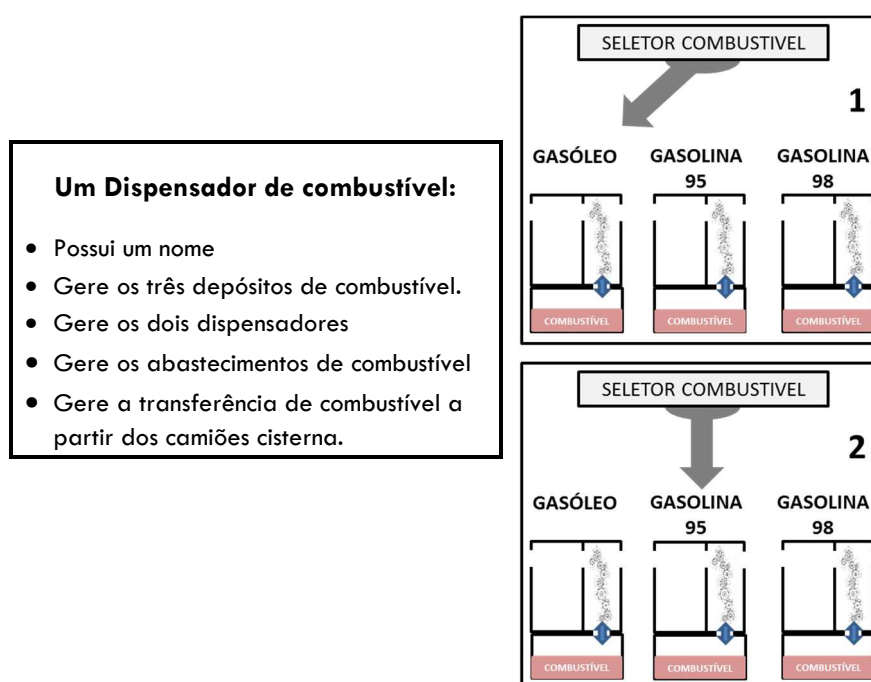 Um Dispensador de combustível:
• Possui um nome
• Gere os três depósitos de combustível.
• Gere os dois dispensadores
• Gere os abastecimentos de combustível
• Gere a transferência de combustível a
partir dos camiões cisterna.
SELETOR COMBUSTIVEL
1
GASÓLEO GASOLINA GASOLINA
95 98
COMBUSTÍVEL COMBUSTÍVEL COMBUSTÍVEL
SELETOR COMBUSTIVEL
2
GASÓLEO GASOLINA GASOLINA
95 98
COMBUSTÍVEL COMBUSTÍVEL COMBUSTÍVEL